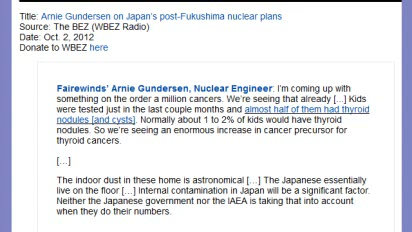 Title: Arnie Gundersen on Japan's post-Fukushima nuclear plans
Source: The BEZ (WBEZ Radio)
Date: Oct. 2, 2012
Donate to WBEZ here
Fairewinds' Arnie Gundersen, Nuclear Engineer: I'm coming up with
something on the order a million cancers. We're seeing that already [...] Kids
were tested just in the last couple months and almost half of them had thyroid
nodules [and cysts]. Normally about 1 to 2% of kids would have thyroid
nodules. So we're seeing an enormous increase in cancer precursor for
thyroid cancers.
[...]
The indoor dust in these home is astronomical [...] The Japanese essentially
live on the floor [...] Internal contamination in Japan will be a significant factor.
Neither the Japanese government nor the IAEA is taking that into account
when they do their numbers.